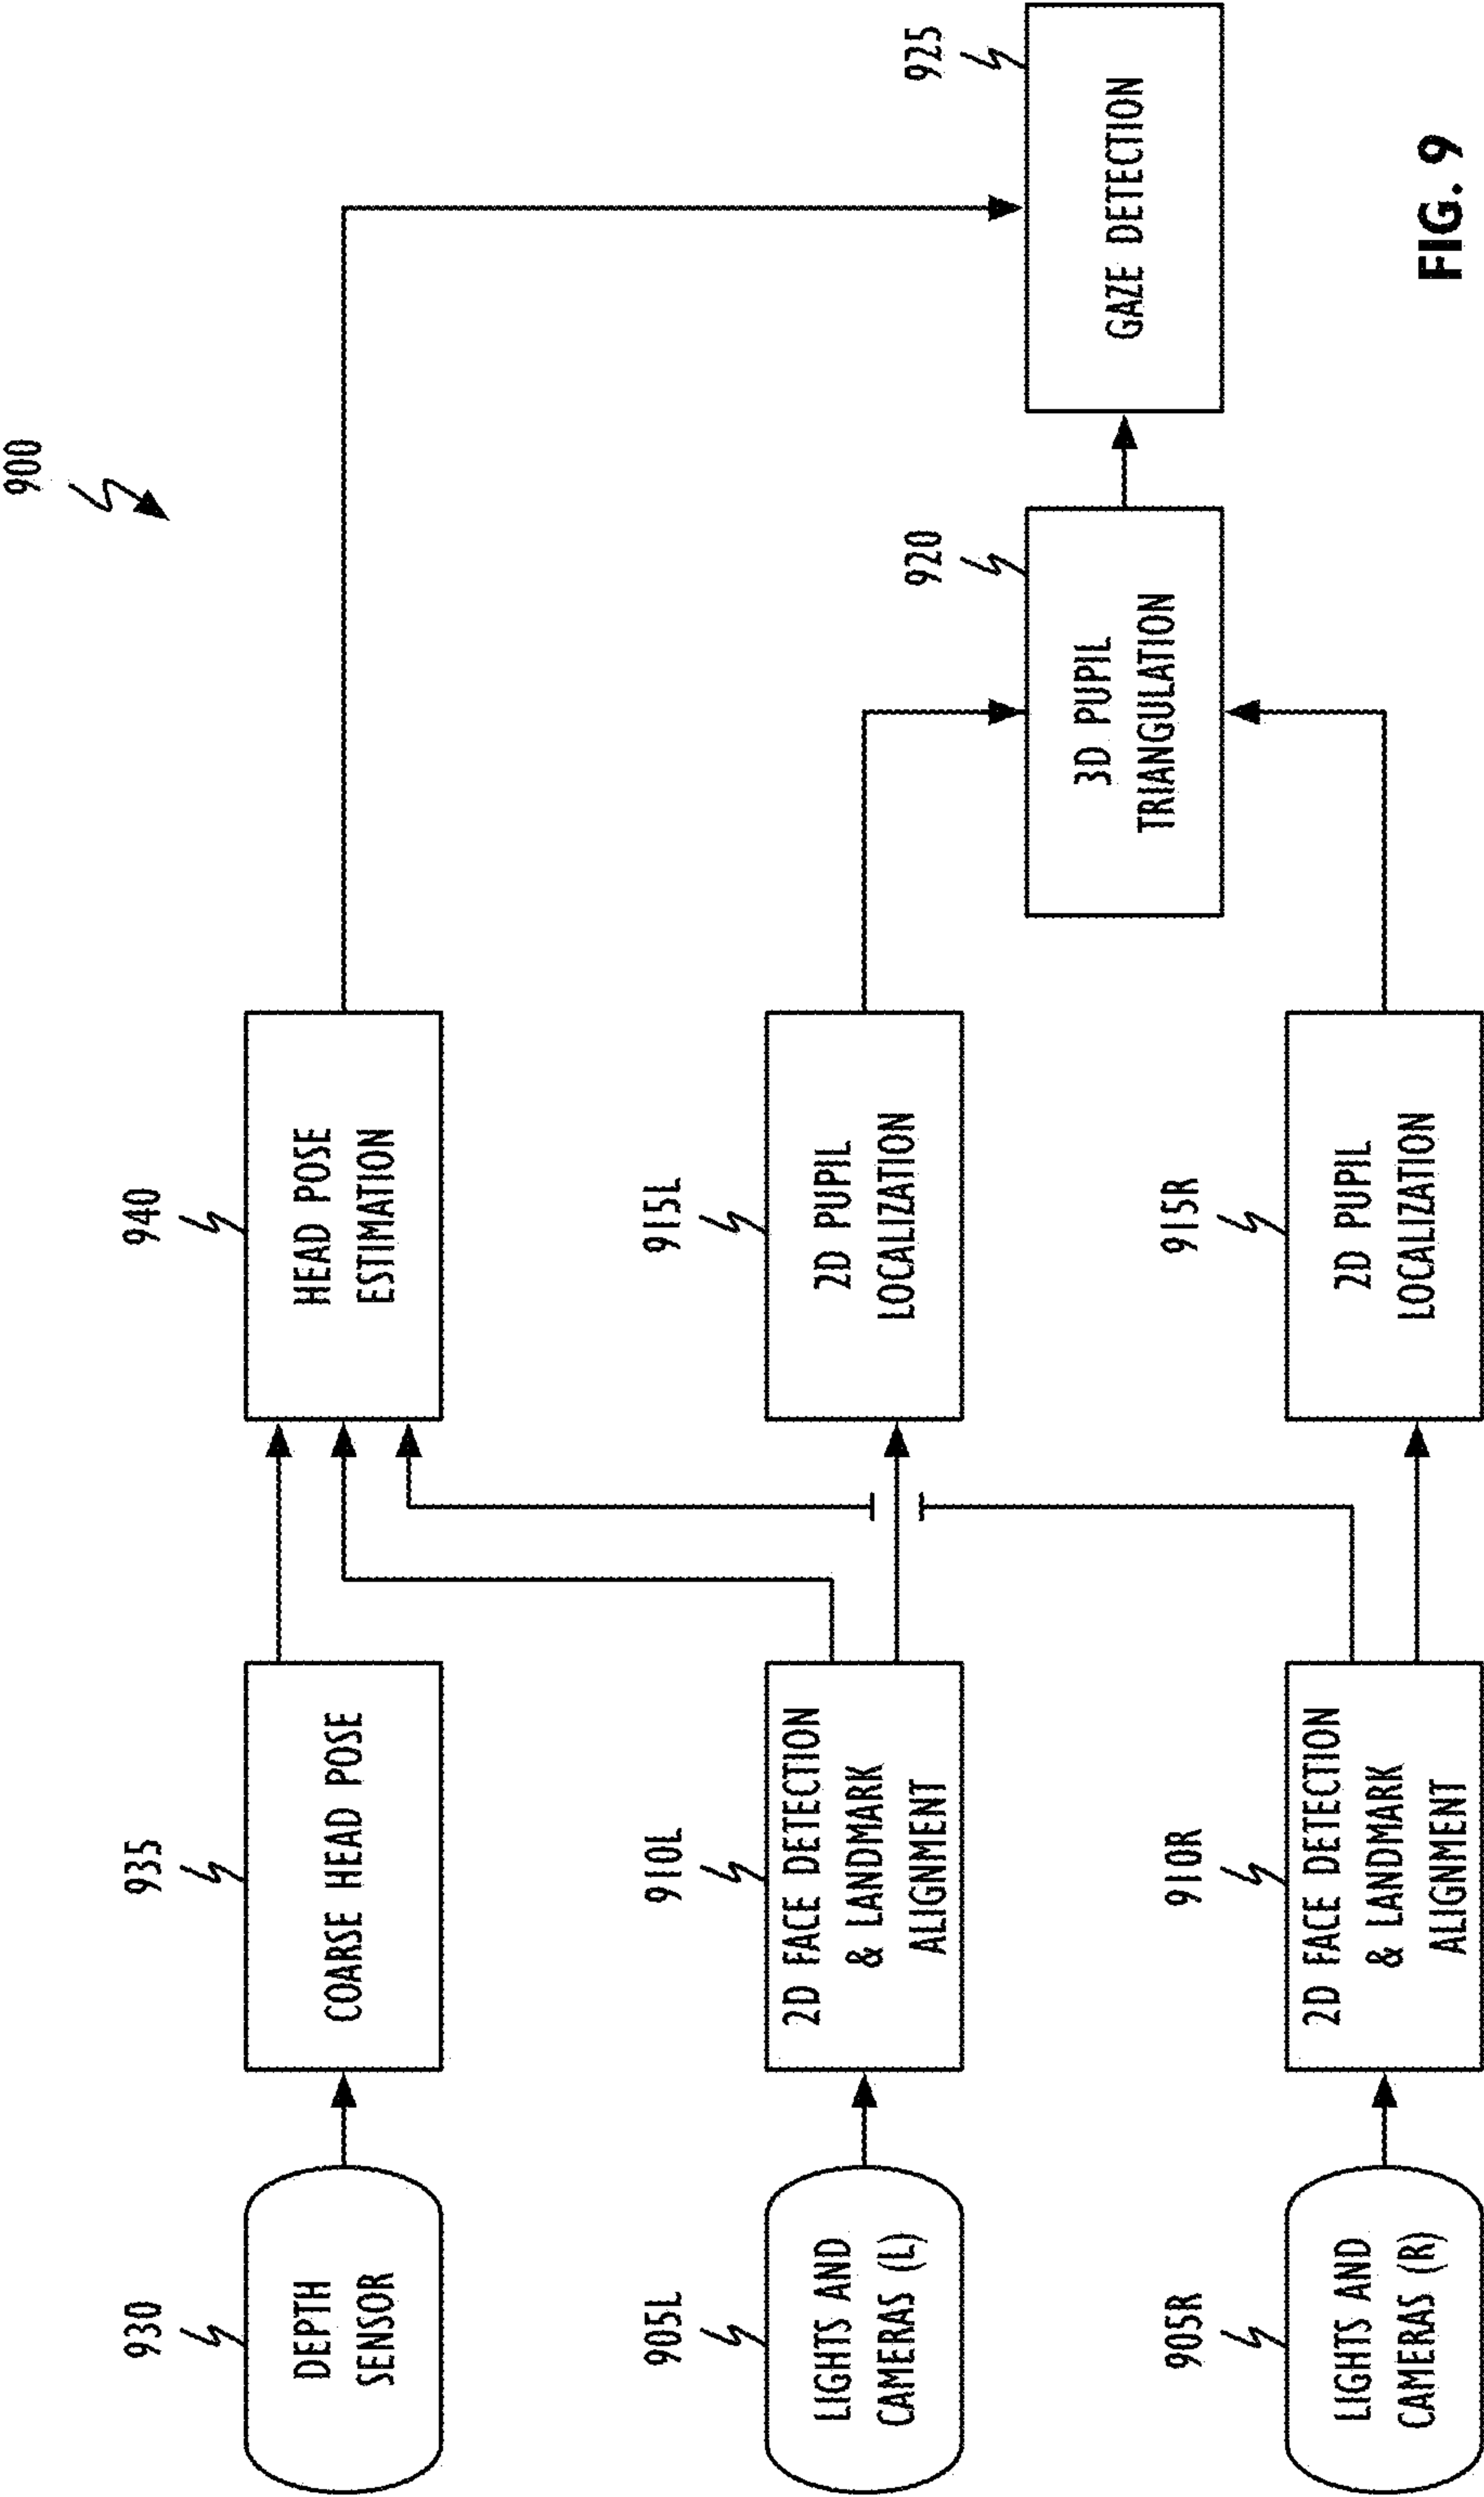 900
930
DEPTH
SENSOR
935
COARSE HEAD POSE
940
HEAD POSE
ESTIMATION
905L
LIGHTS AND
CAMERAS (L)
910L
2D FACE DETECTION
& LANDMARK
ALIGNMENT
915L
2D PUPIL
LOCALIZATION
920
3D PUPIL
TRIANGULATION
925
GAZE DETECTION
905R
LIGHTS AND
CAMERAS (R)
910R
2D FACE DETECTION
& LANDMARK
ALIGNMENT
915R
2D PUPIL
LOCALIZATION
FIG. 9